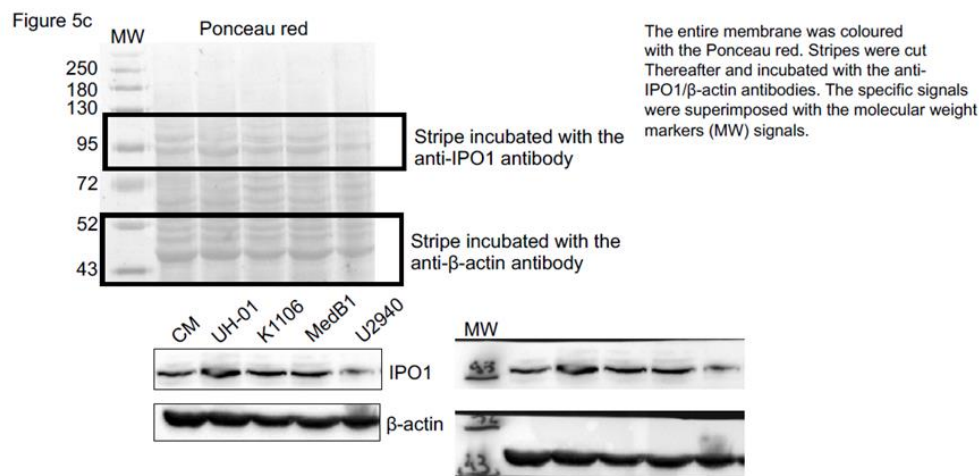 Figure 5c
MW
Ponceau red
250
180
130
95
72
52
43
Stripe incubated with the
anti-IPO1 antibody
Stripe incubated with the
anti-β-actin antibody
The entire membrane was coloured
with the Ponceau red. Stripes were cut
Thereafter and incubated with the anti-
IPO1/β-actin antibodies. The specific signals
were superimposed with the molecular weight
markers (MW) signals.
CM
UH-01
K1106
MedB1
U2940
IPO1
β-actin
MW
43